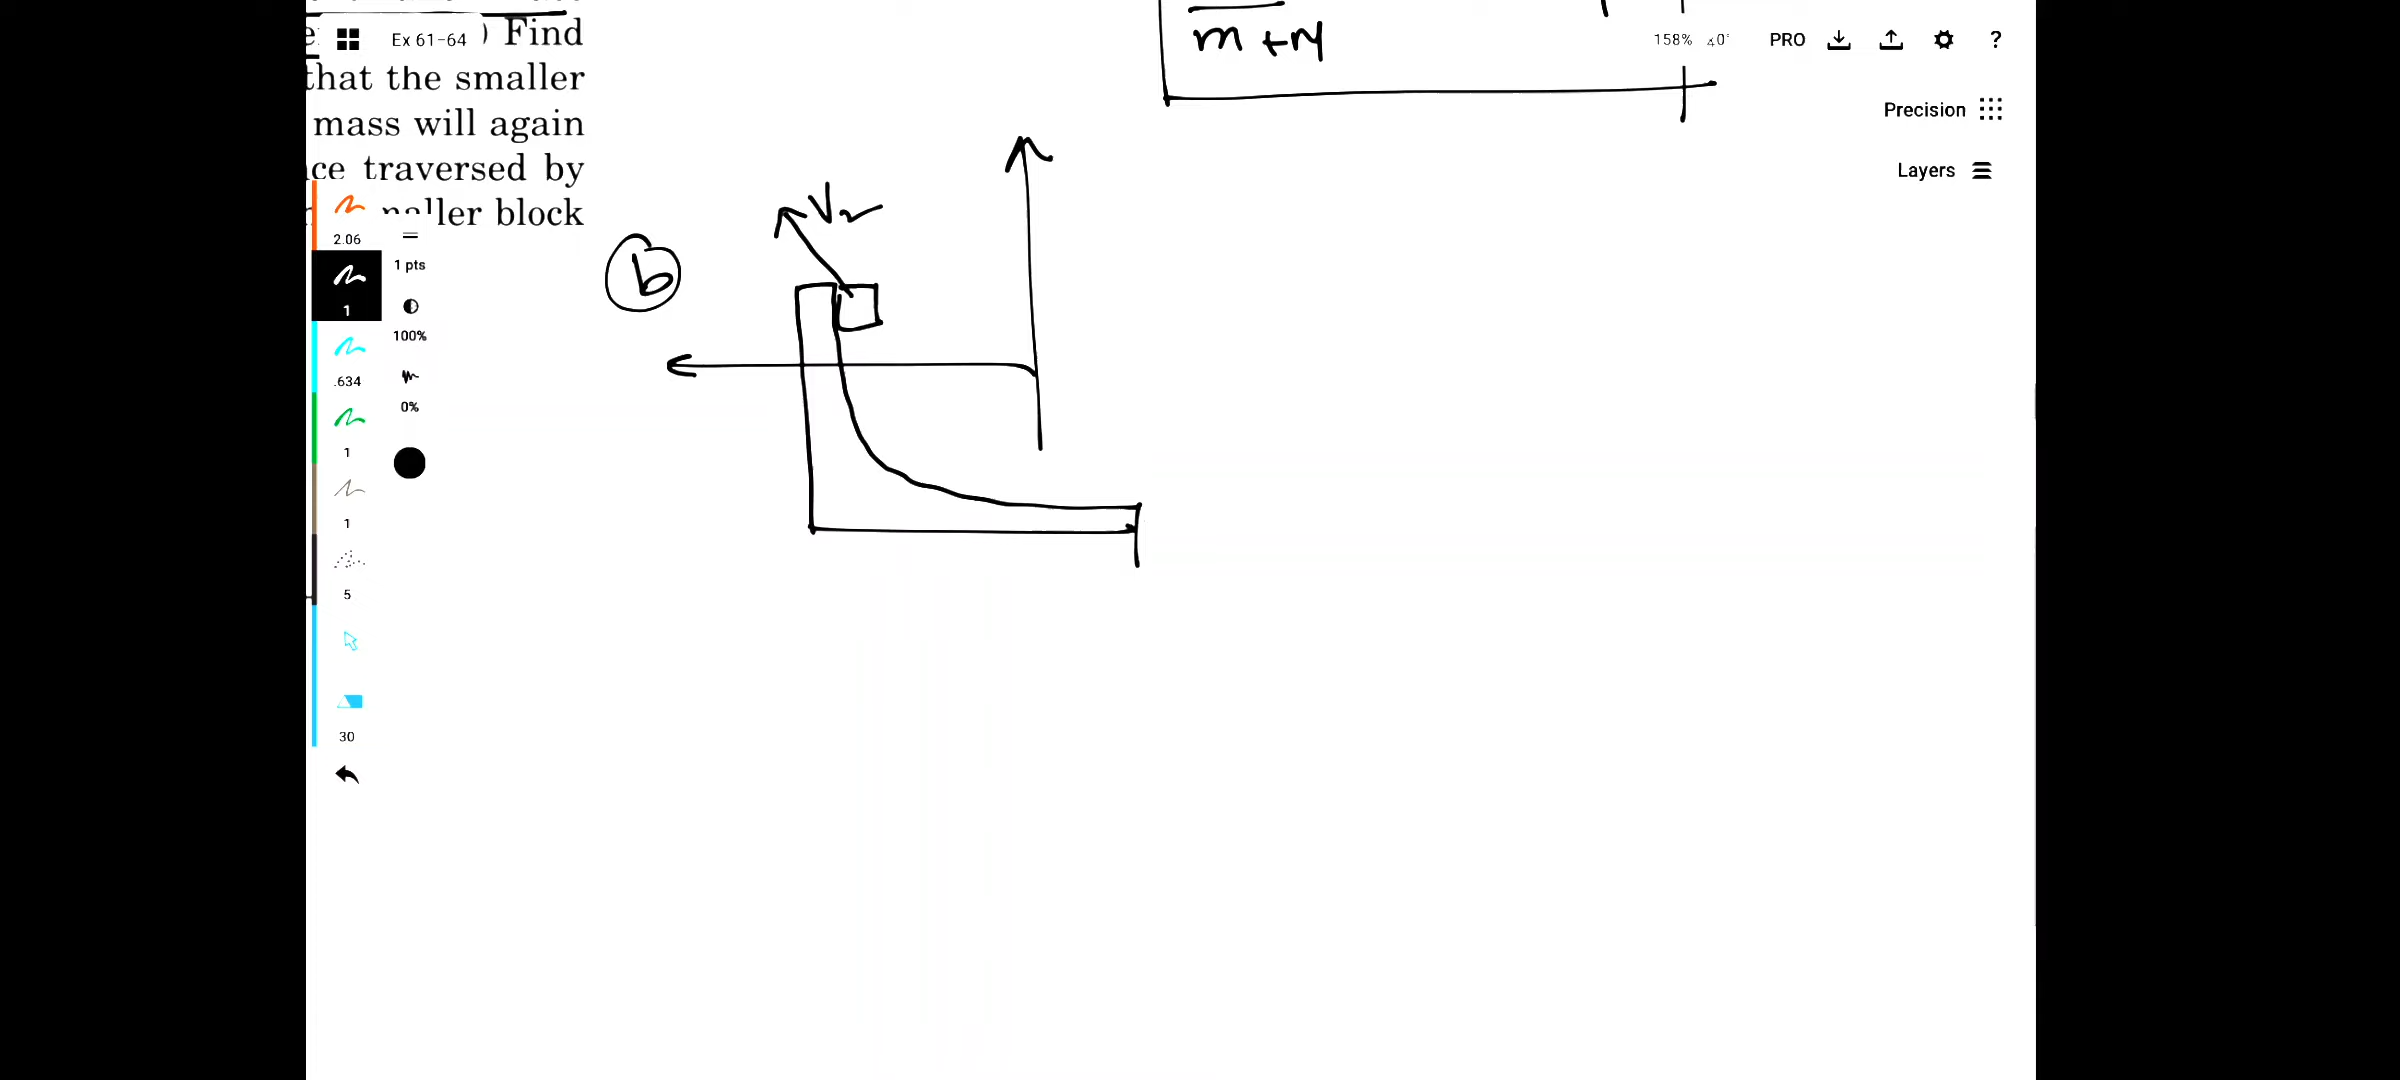 Ex 61-64
) Find
that the smaller
mass will again
ce traversed by
ller block
m + M
158%
PRO
?
Precision
Layers
2.06
1 pts
1
100%
.634
0%
1
1
5
30
b
V2